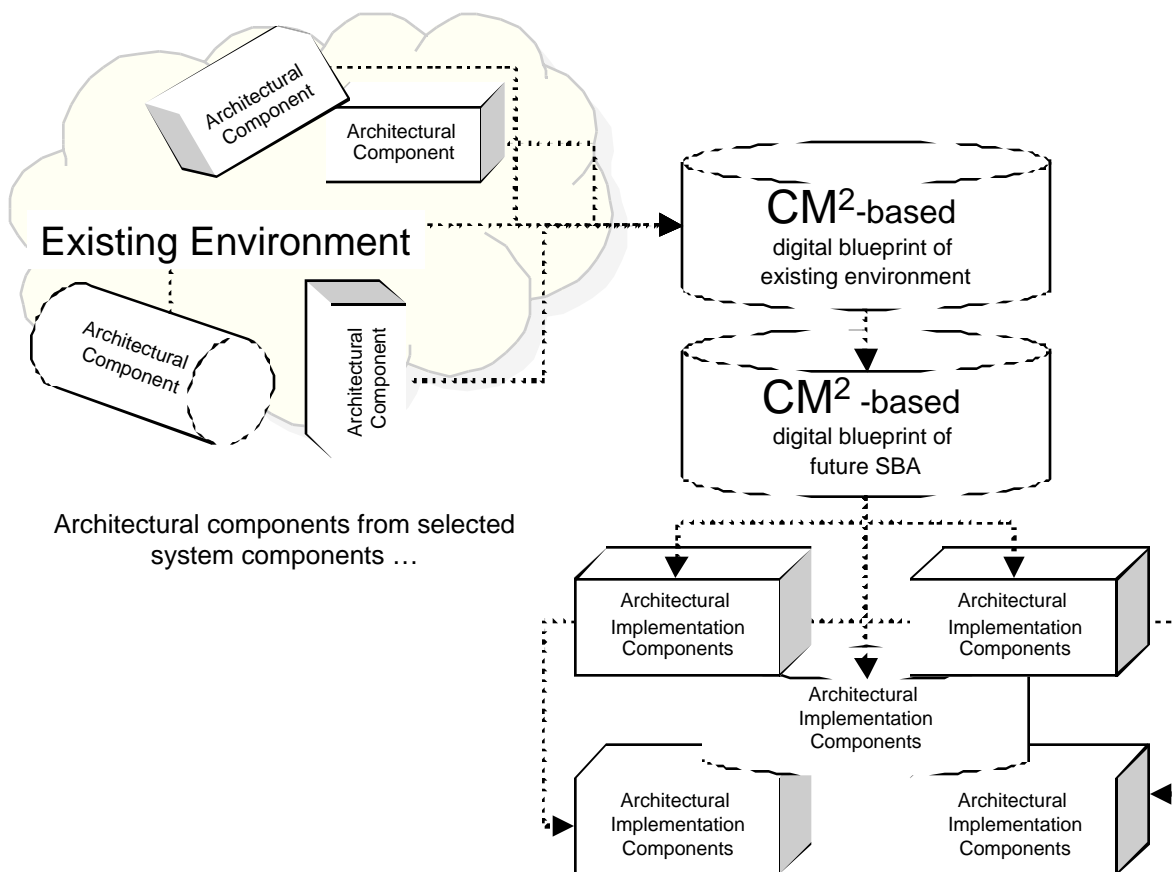 Architectural
Component
Architectural
Component
Existing Environment
Architectural
Component
Architectural
Component
Architectural components from selected
system components …
CM²-based
digital blueprint of
existing environment
CM² -based
digital blueprint of
future SBA
Architectural
Implementation
Components
Architectural
Implementation
Components
Architectural
Implementation
Components
Architectural
Implementation
Components
Architectural
Implementation
Components